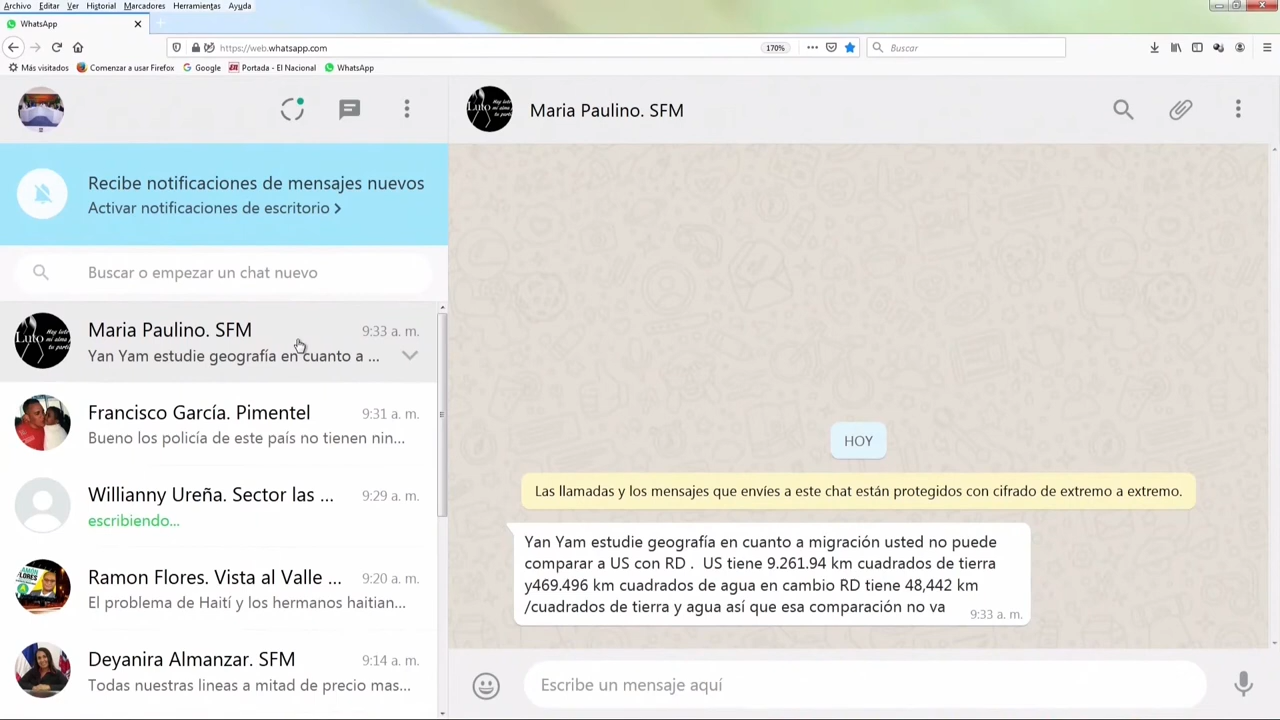 Archivo Editar Ver Historial Marcadores Herramientas Ayuda
WhatsApp
https://web.whatsapp.com
170%
Buscar
Más visitados Comenzar a usar Firefox Google Portada - El Nacional WhatsApp
Maria Paulino. SFM
Recibe notificaciones de mensajes nuevos
Activar notificaciones de escritorio
Buscar o empezar un chat nuevo
Maria Paulino. SFM 9:33 a. m.
Yan Yam estudie geografía en cuanto a ...
Francisco García. Pimentel 9:31 a. m.
Bueno los policía de este país no tienen nin...
Willianny Ureña. Sector las ... 9:29 a. m.
escribiendo...
Ramon Flores. Vista al Valle ... 9:20 a. m.
El problema de Haití y los hermanos haitian...
Deyanira Almanzar. SFM 9:14 a. m.
Todas nuestras lineas a mitad de precio mas...
HOY
Las llamadas y los mensajes que envíes a este chat están protegidos con cifrado de extremo a extremo.
Yan Yam estudie geografía en cuanto a migración usted no puede
comparar a US con RD . US tiene 9.261.94 km cuadrados de tierra
y469.496 km cuadrados de agua en cambio RD tiene 48,442 km
/cuadrados de tierra y agua así que esa comparación no va
9:33 a. m.
Escribe un mensaje aquí